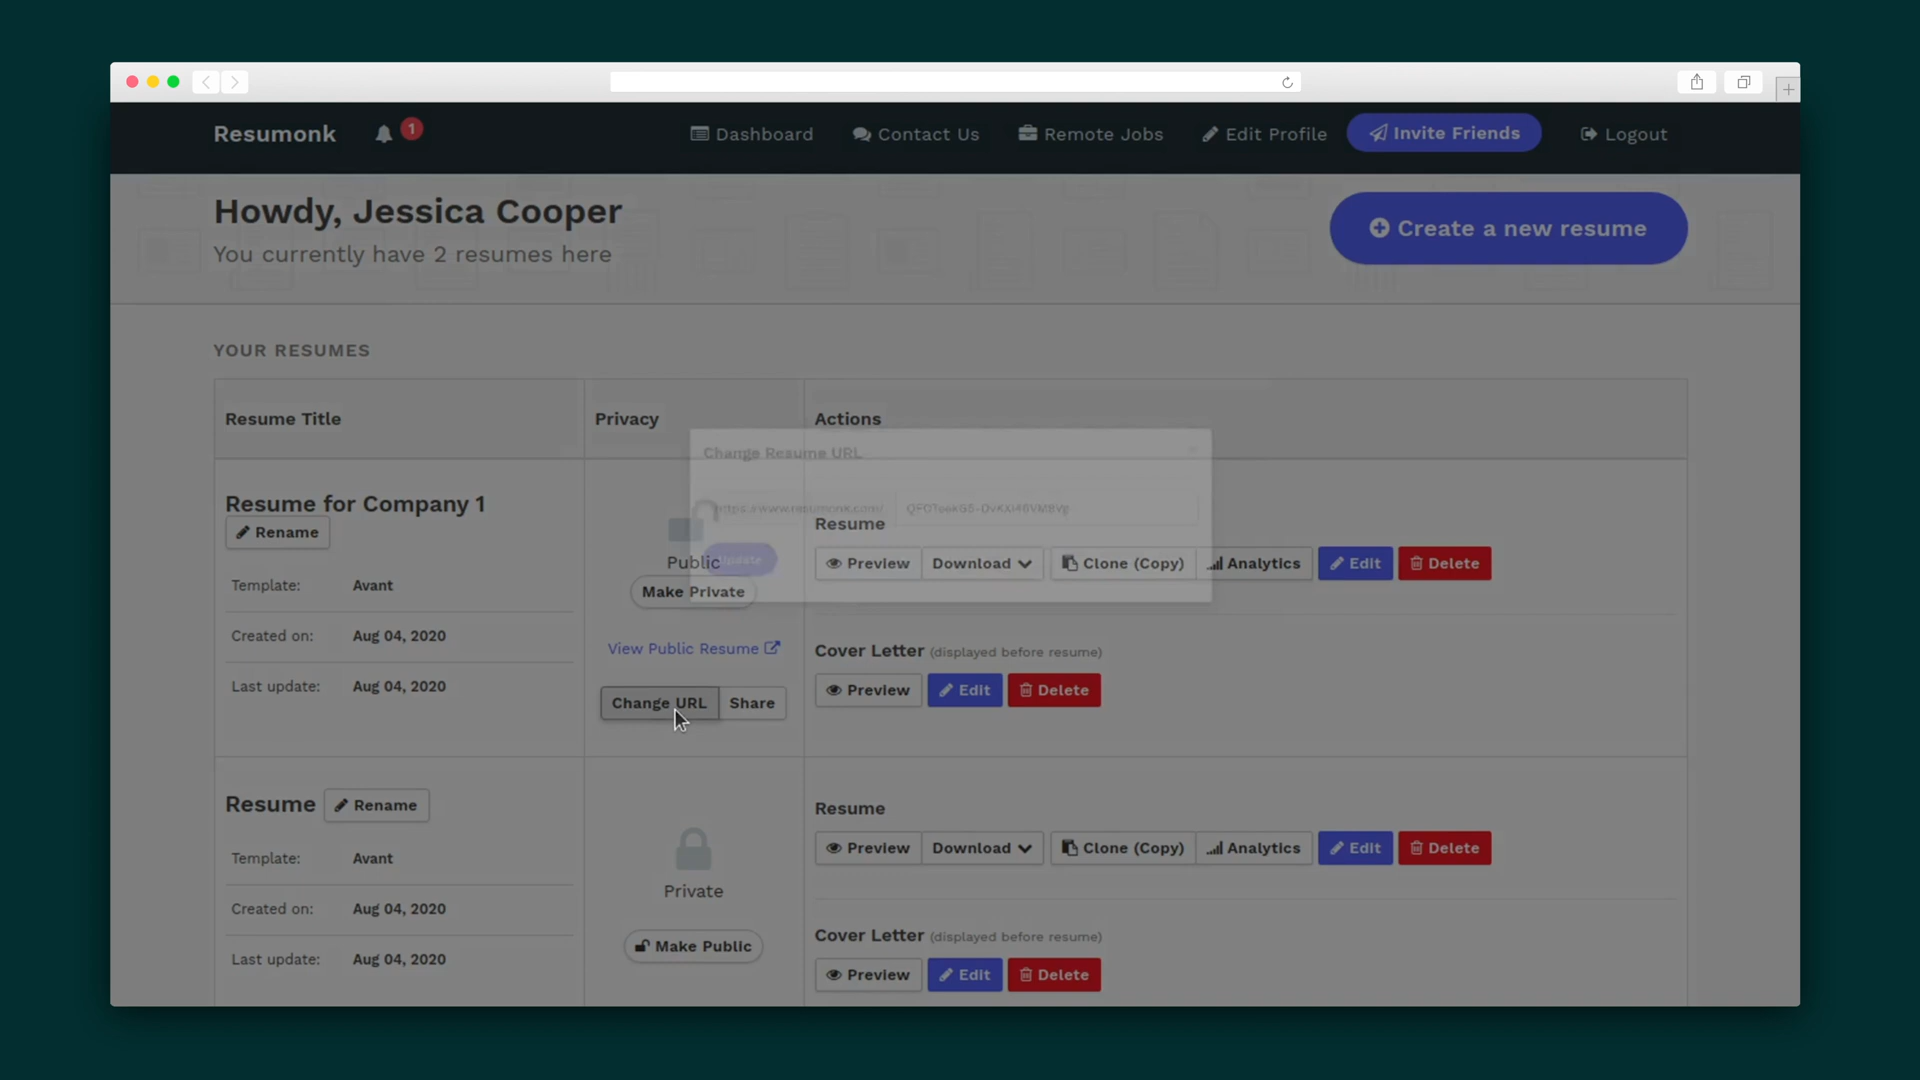 Resumonk 1 Dashboard Contact Us Remote Jobs Edit Profile Invite Friends Logout
Howdy, Jessica Cooper
You currently have 2 resumes here
Create a new resume
YOUR RESUMES
Resume Title Privacy Actions
Change Resume URL
Resume for Company 1
Rename
https://www.resumonk.com/
Resume
Public Update
Preview Download Clone (Copy) Analytics Edit Delete
Template: Avant
Make Private
Created on: Aug 04, 2020
View Public Resume
Cover Letter (displayed before resume)
Last update: Aug 04, 2020
Preview Edit Delete
Change URL Share
Resume Rename
Resume
Preview Download Clone (Copy) Analytics Edit Delete
Template: Avant
Private
Created on: Aug 04, 2020
Cover Letter (displayed before resume)
Make Public
Last update: Aug 04, 2020
Preview Edit Delete